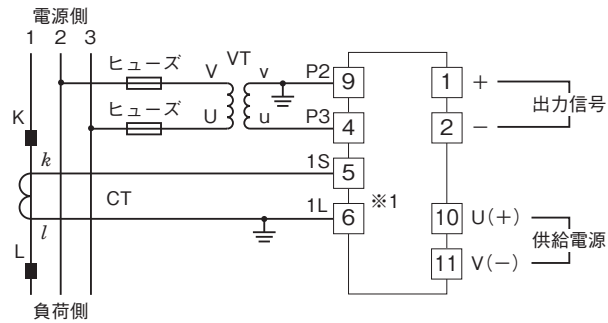 電源側
1 2 3
ヒューズ V VT v P2 9 1 +
出力信号
ヒューズ U u P3 4 2 −
K
k 1S 5
CT ※1
l 1L 6 10 U(+)
供給電源
L 11 V(−)
負荷側